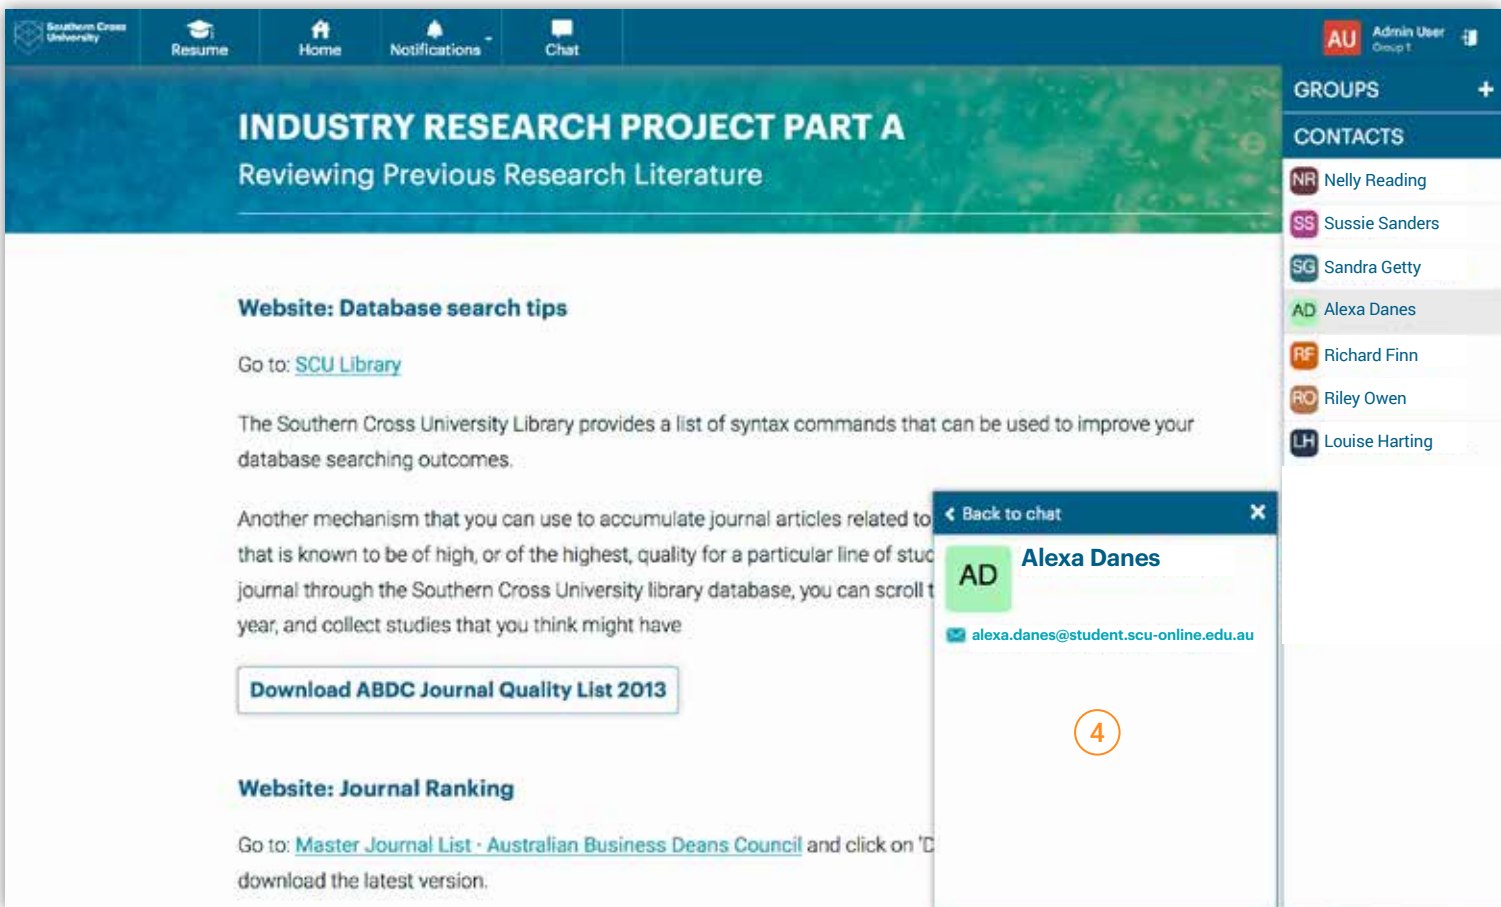 Southern Cross
University
Resume
Home
Notifications
Chat
AU
Admin User
Group 1
INDUSTRY RESEARCH PROJECT PART A
Reviewing Previous Research Literature
GROUPS +
CONTACTS
NR Nelly Reading
SS Sussie Sanders
SG Sandra Getty
AD Alexa Danes
RF Richard Finn
RO Riley Owen
LH Louise Harting
Website: Database search tips
Go to: SCU Library
The Southern Cross University Library provides a list of syntax commands that can be used to improve your
database searching outcomes.
Another mechanism that you can use to accumulate journal articles related to
that is known to be of high, or of the highest, quality for a particular line of stud
journal through the Southern Cross University library database, you can scroll t
year, and collect studies that you think might have
Download ABDC Journal Quality List 2013
Website: Journal Ranking
Go to: Master Journal List - Australian Business Deans Council and click on 'D
download the latest version.
Back to chat
AD
Alexa Danes
alexa.danes@student.scu-online.edu.au
4